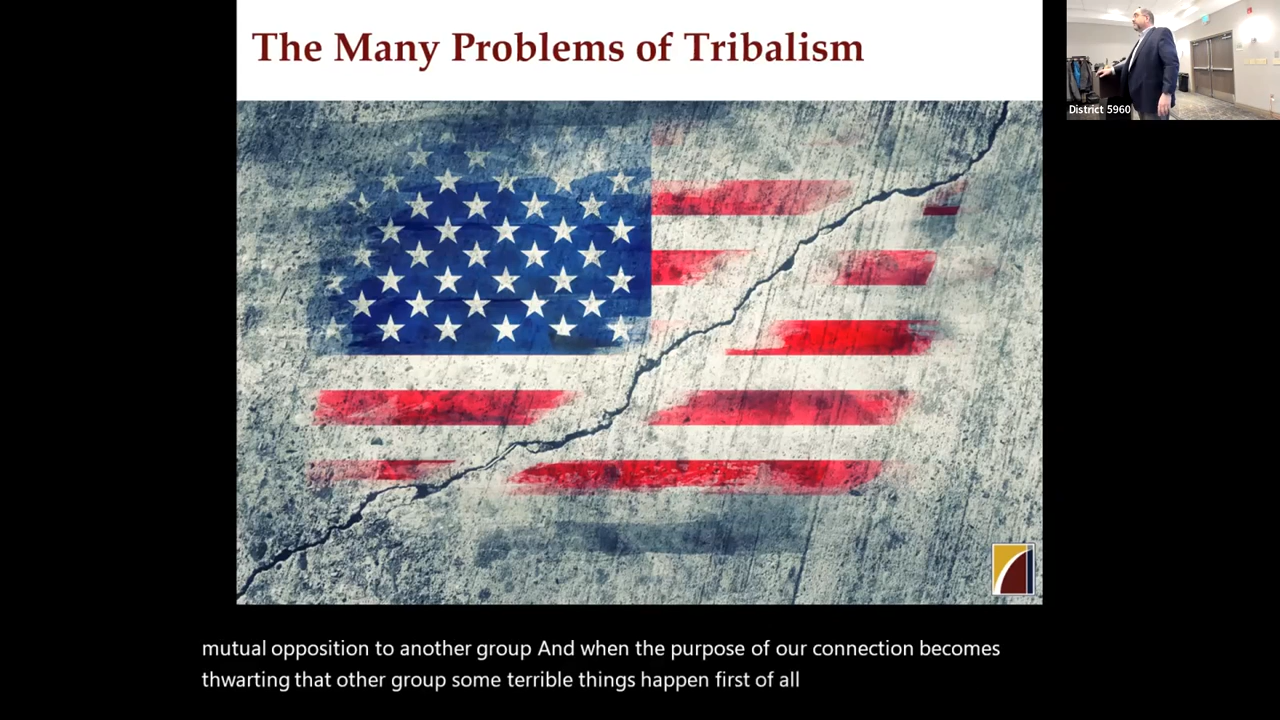 The Many Problems of Tribalism
District 5960
mutual opposition to another group And when the purpose of our connection becomes
thwarting that other group some terrible things happen first of all